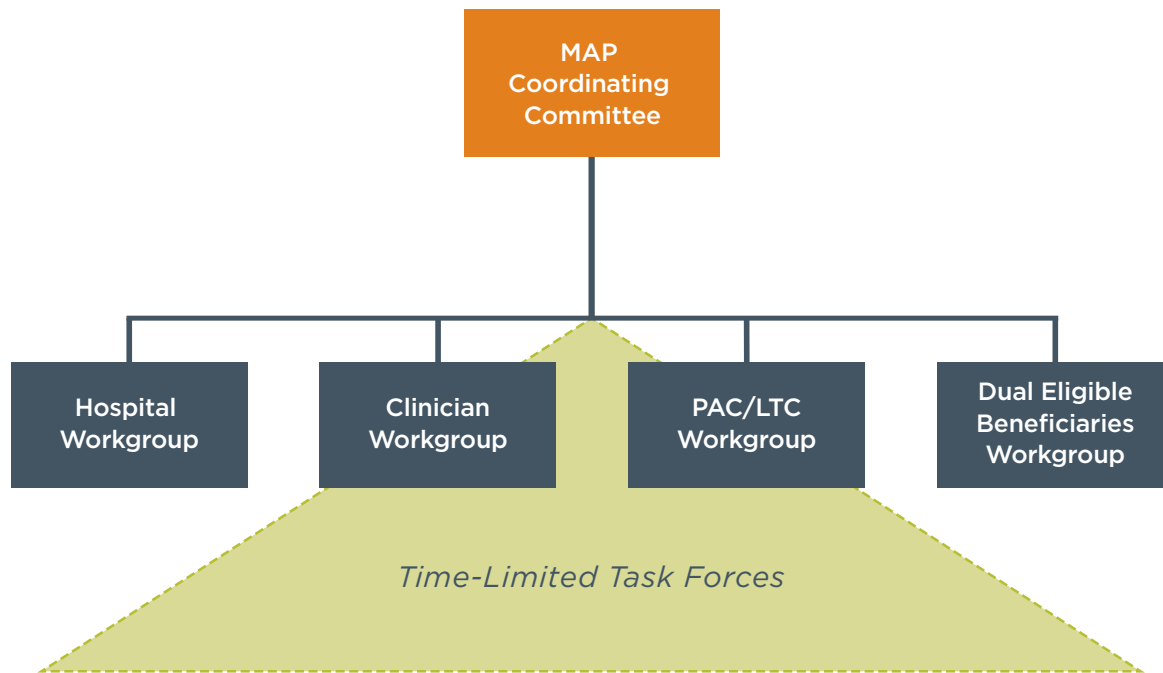 MAP
Coordinating
Committee
Hospital
Workgroup
Clinician
Workgroup
PAC/LTC
Workgroup
Dual Eligible
Beneficiaries
Workgroup
Time-Limited Task Forces